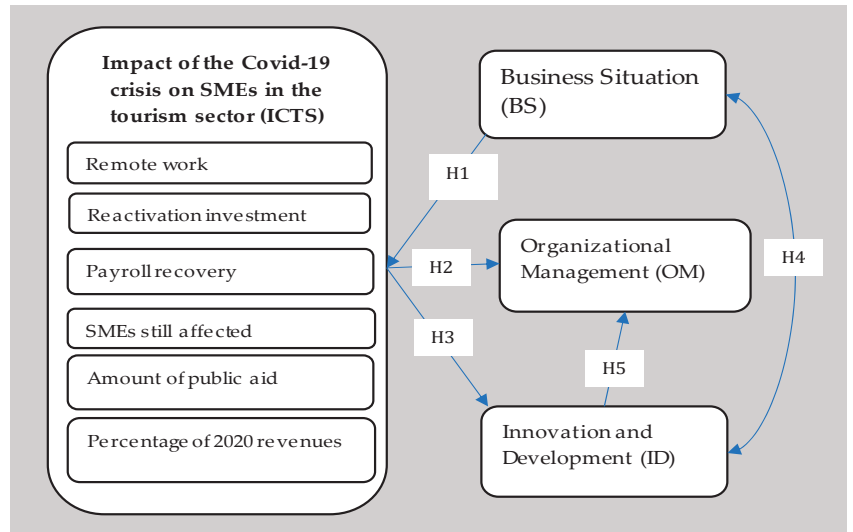 Impact of the Covid-19
crisis on SMEs in the
tourism sector (ICTS)
Remote work
Reactivation investment
Payroll recovery
SMEs still affected
Amount of public aid
Percentage of 2020 revenues
Business Situation
(BS)
H1
Organizational
Management (OM)
H2
H4
H3
H5
Innovation and
Development (ID)